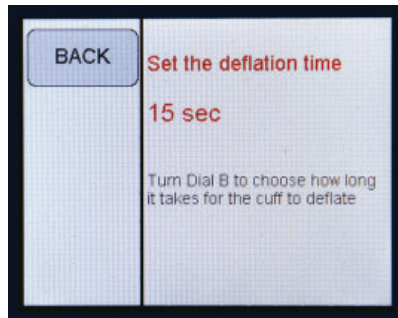 BACK
Set the deflation time
15 sec
Turn Dial B to choose how long
it takes for the cuff to deflate